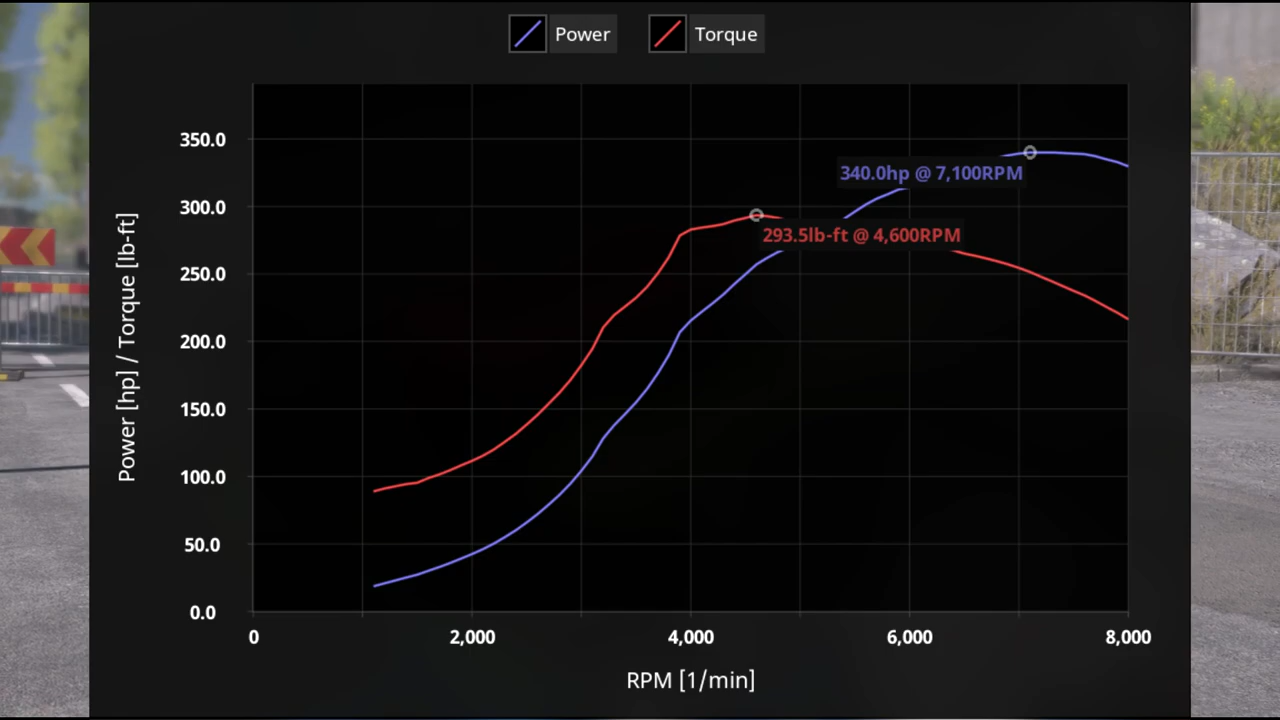 Power Torque
350.0
300.0
250.0
200.0
150.0
100.0
50.0
0.0
Power [hp] / Torque [lb-ft]
340.0hp @ 7,100RPM
293.5lb-ft @ 4,600RPM
0 2,000 4,000 6,000 8,000
RPM [1/min]